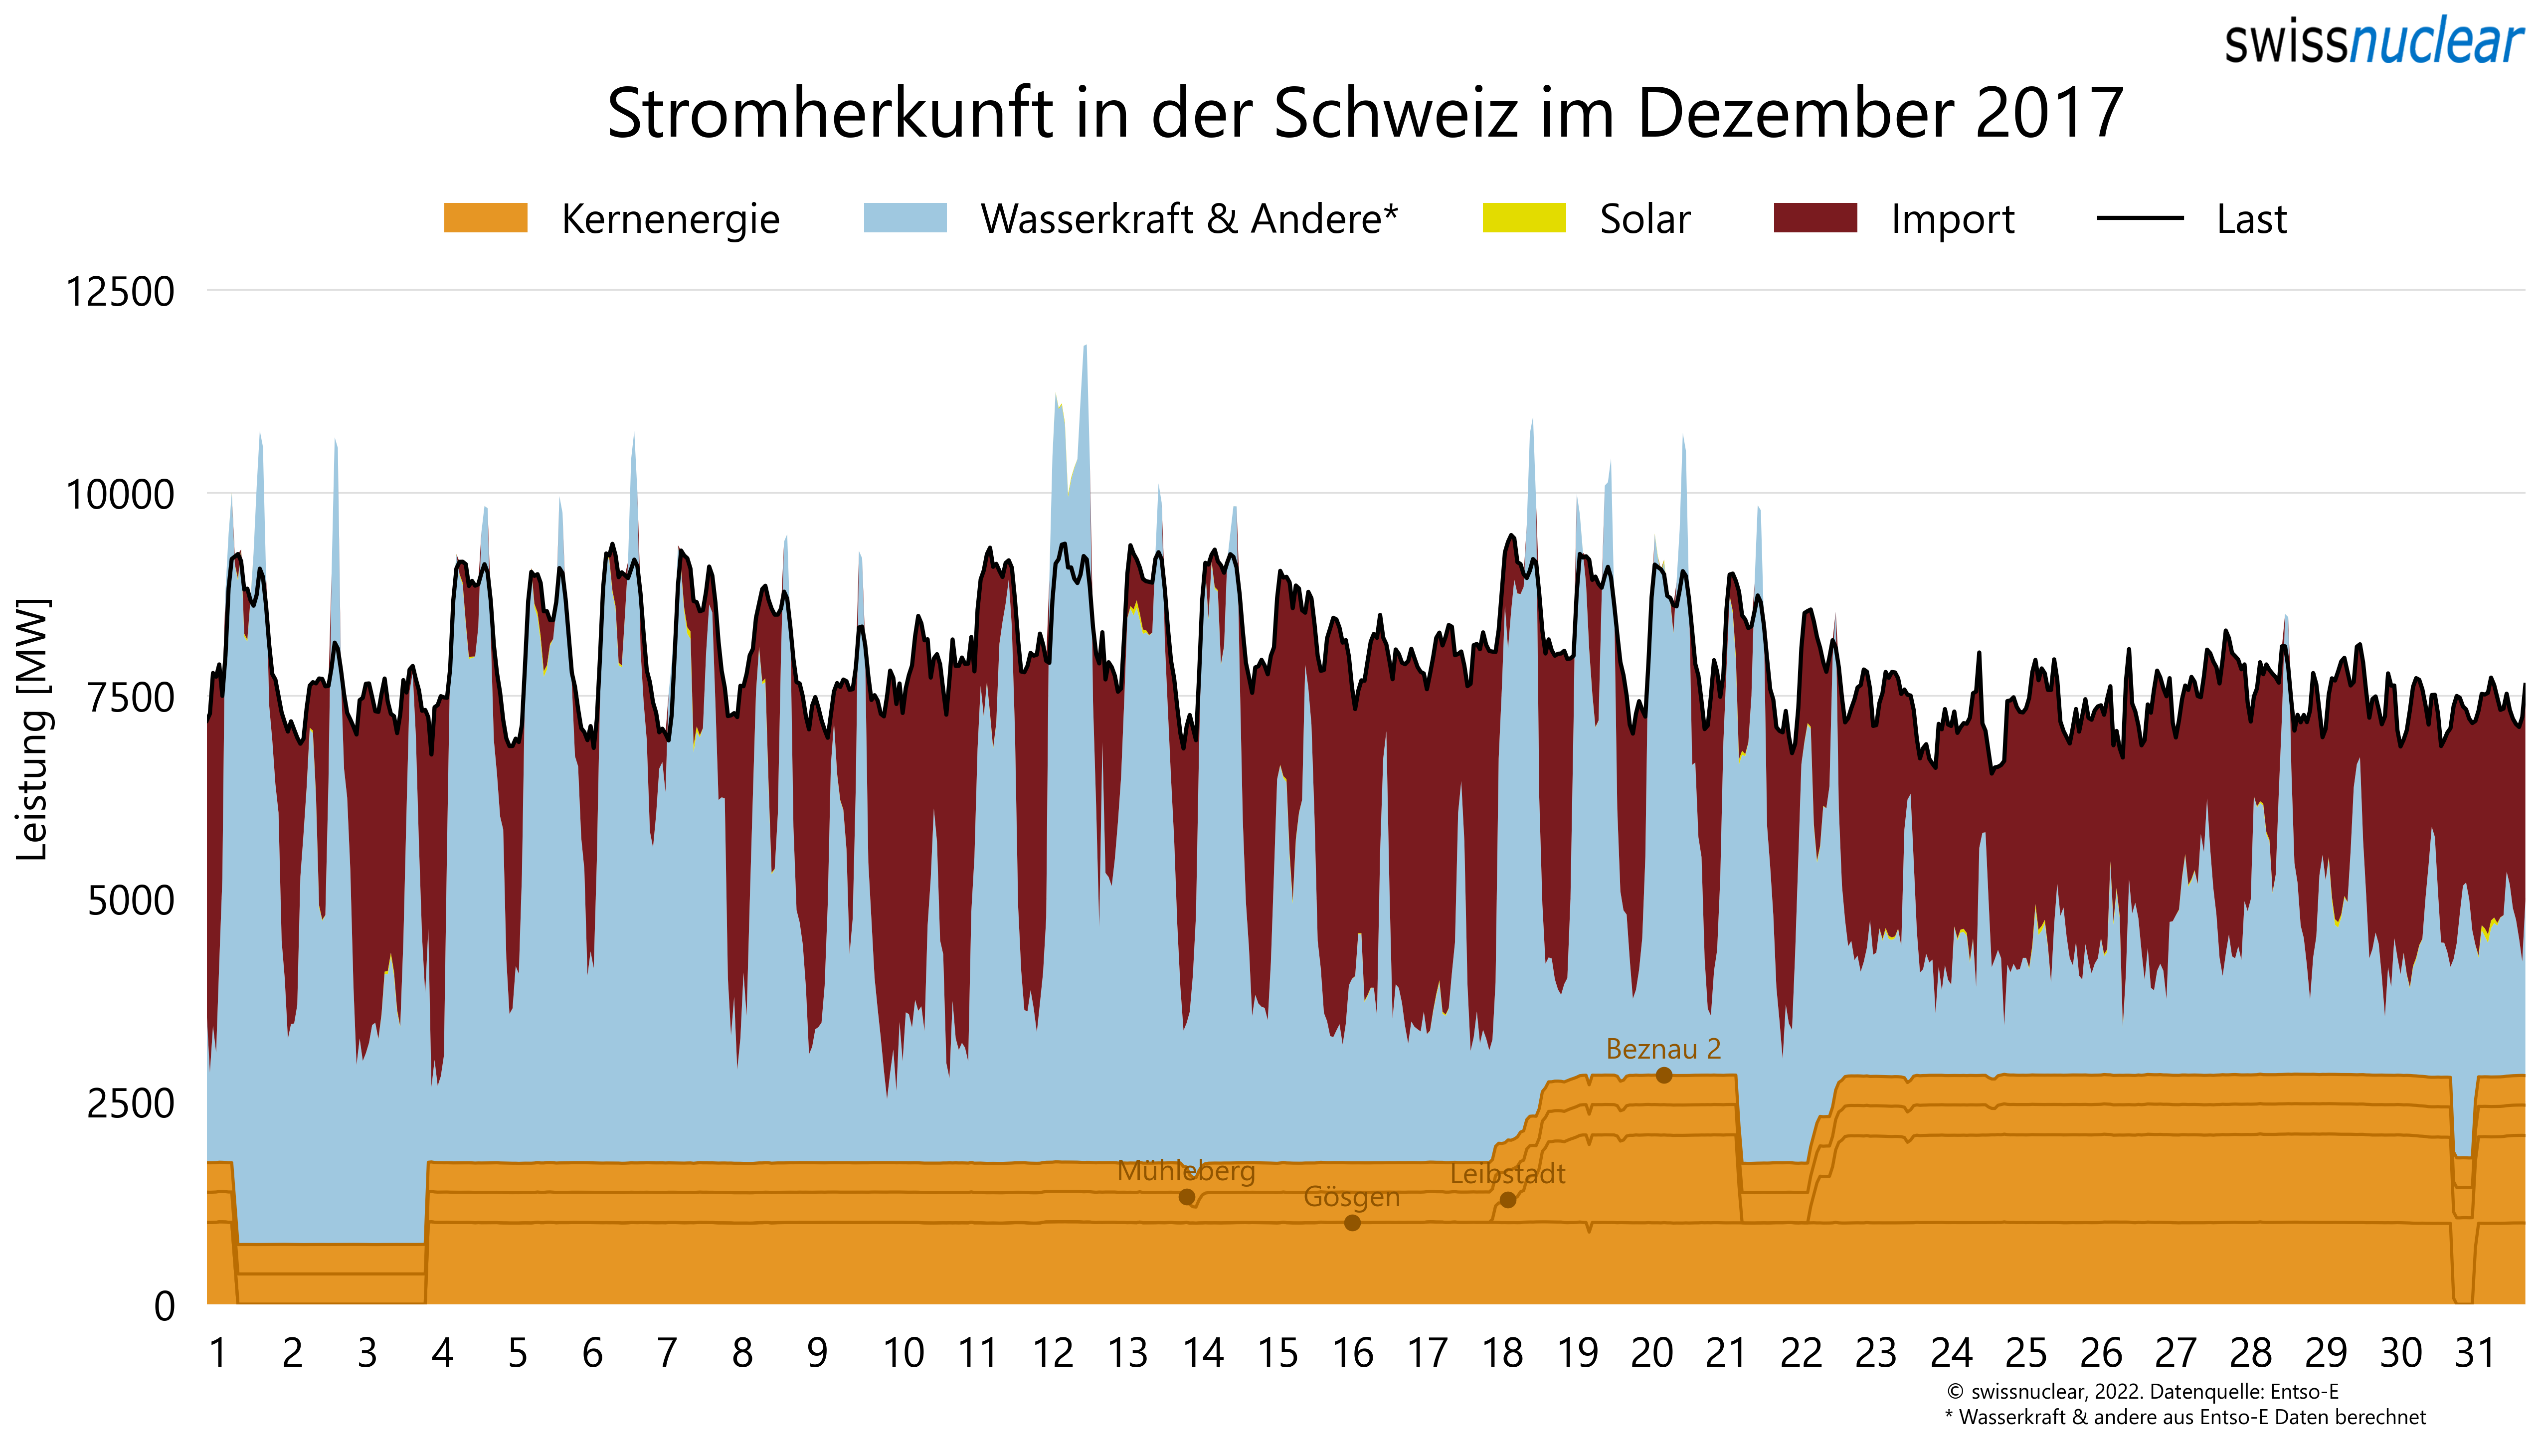 swissnuclear
Stromherkunft in der Schweiz im Dezember 2017
Kernenergie Wasserkraft & Andere* Solar Import Last
Leistung [MW]
12500
10000
7500
5000
2500
0
Beznau 2
Mühleberg
Leibstadt
Gösgen
1 2 3 4 5 6 7 8 9 10 11 12 13 14 15 16 17 18 19 20 21 22 23 24 25 26 27 28 29 30 31
© swissnuclear, 2022. Datenquelle: Entso-E
* Wasserkraft & andere aus Entso-E Daten berechnet